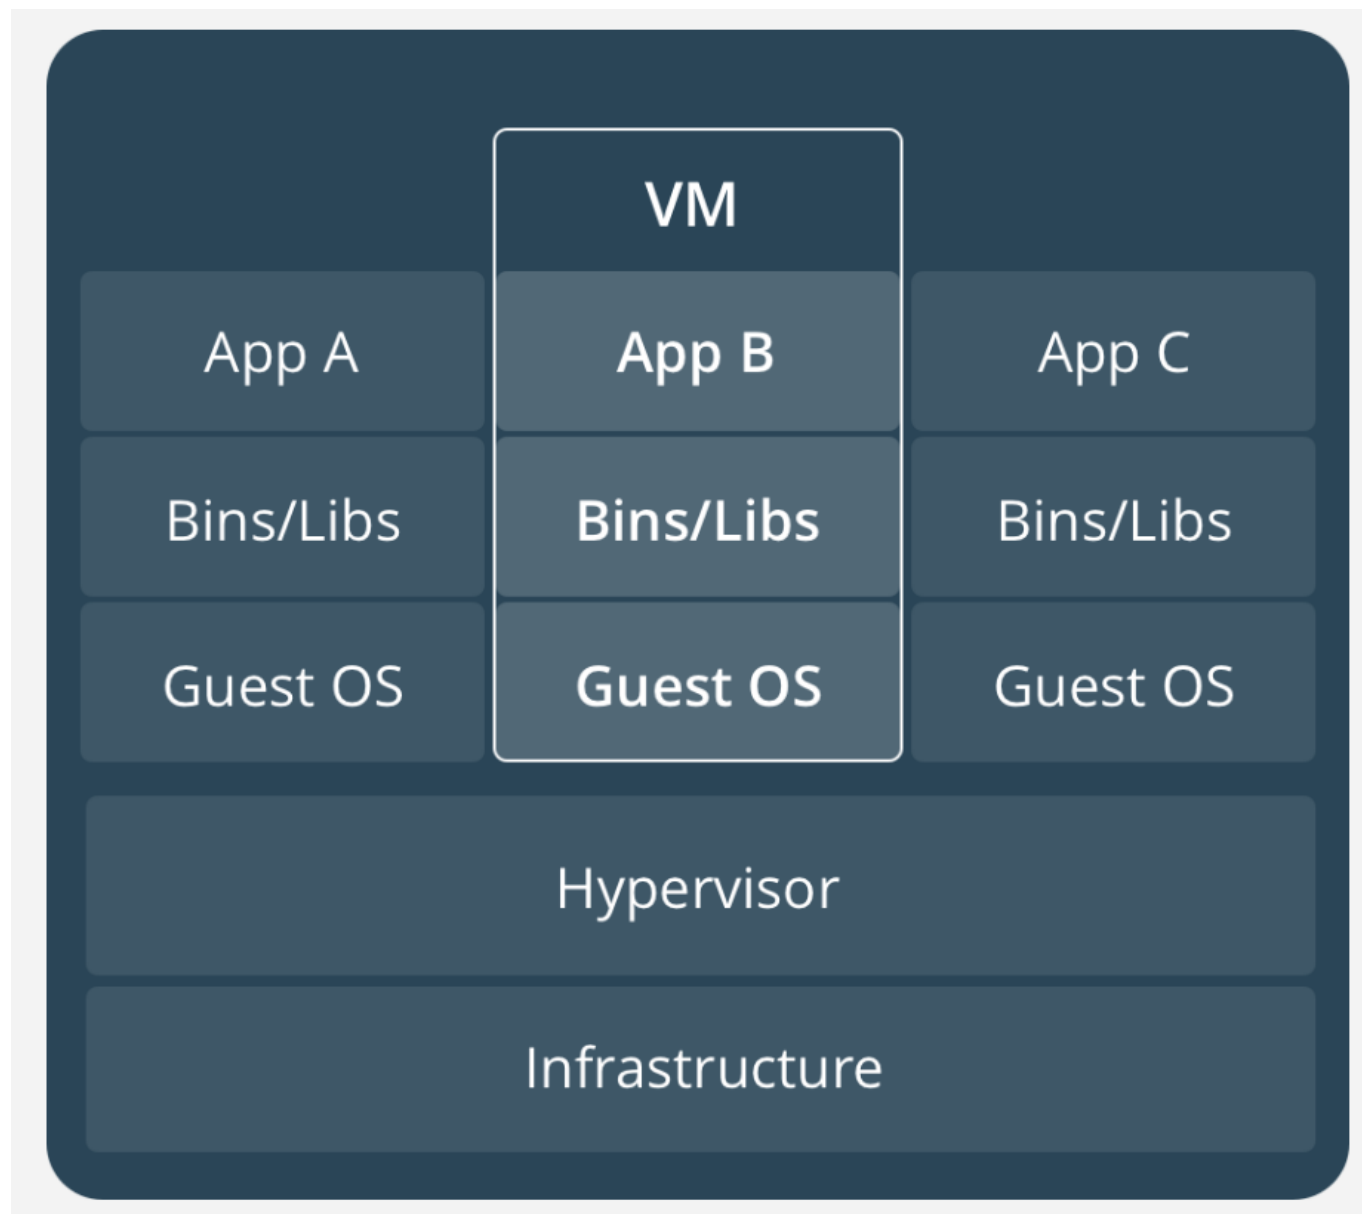 VM
App A
App B
App C
Bins/Libs
Bins/Libs
Bins/Libs
Guest OS
Guest OS
Guest OS
Hypervisor
Infrastructure